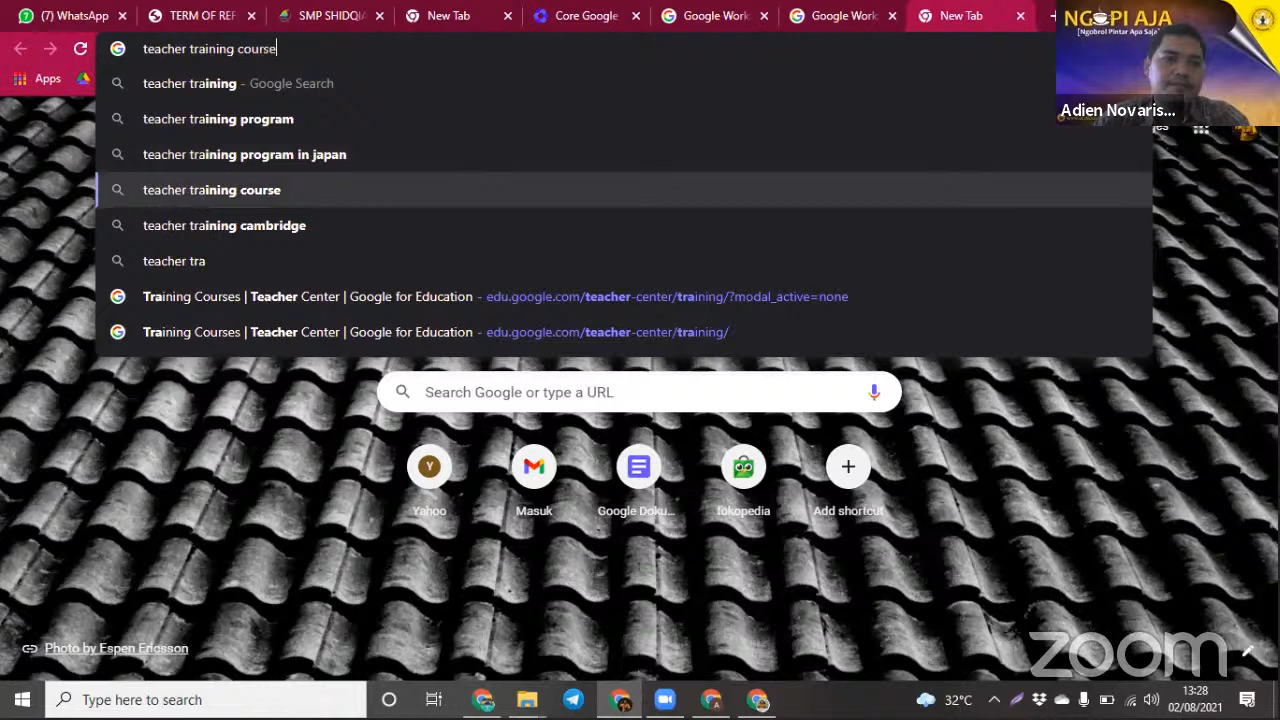 (7) WhatsApp
TERM OF REF
SMP SHIDQIA
New Tab
Core Google
Google Work
Google Work
New Tab
NGOPI AJA
[Ngobrol Pintar Apa Saja]
teacher training course
Apps
teacher training - Google Search
Adien Novaris...
teacher training program
teacher training program in japan
teacher training course
teacher training cambridge
teacher tra
Training Courses | Teacher Center | Google for Education - edu.google.com/teacher-center/training/?modal_active=none
Training Courses | Teacher Center | Google for Education - edu.google.com/teacher-center/training/
Search Google or type a URL
Y
Yahoo
Masuk
Google Doku...
tokopedia
Add shortcut
Photo by Espen Ericsson
zoom
Type here to search
32°C
13:28
02/08/2021